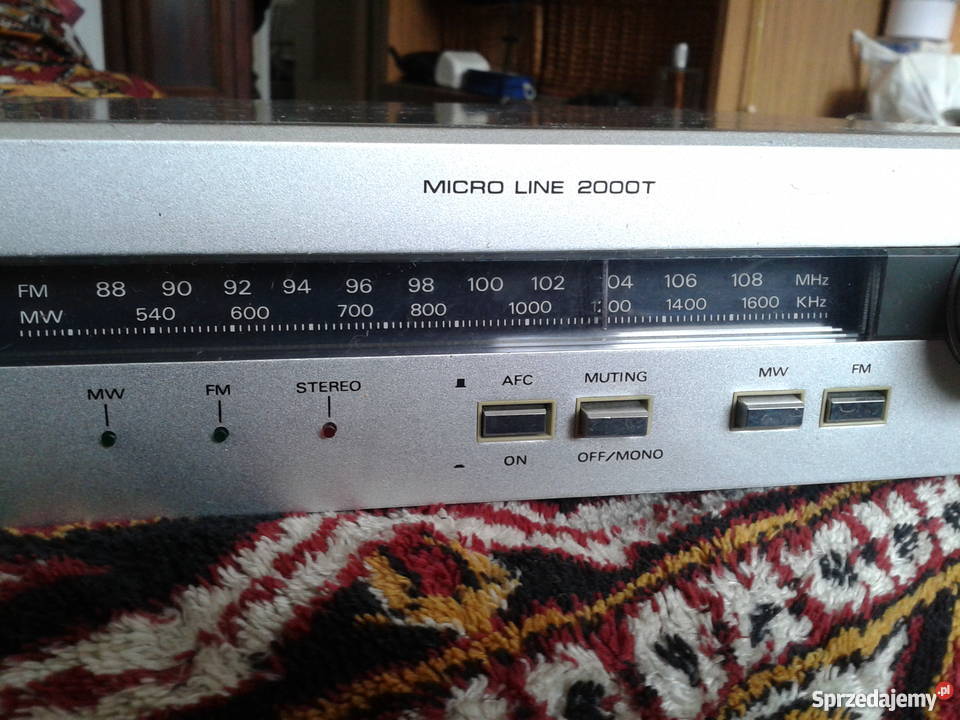 MICRO LINE 2000T
FM 88 90 92 94 96 98 100 102 04 106 108 MHz
MW 540 600 700 800 1000 1400 1600 KHz
MW FM STEREO AFC MUTING MW FM
ON OFF/MONO
Sprzedajemy.pl